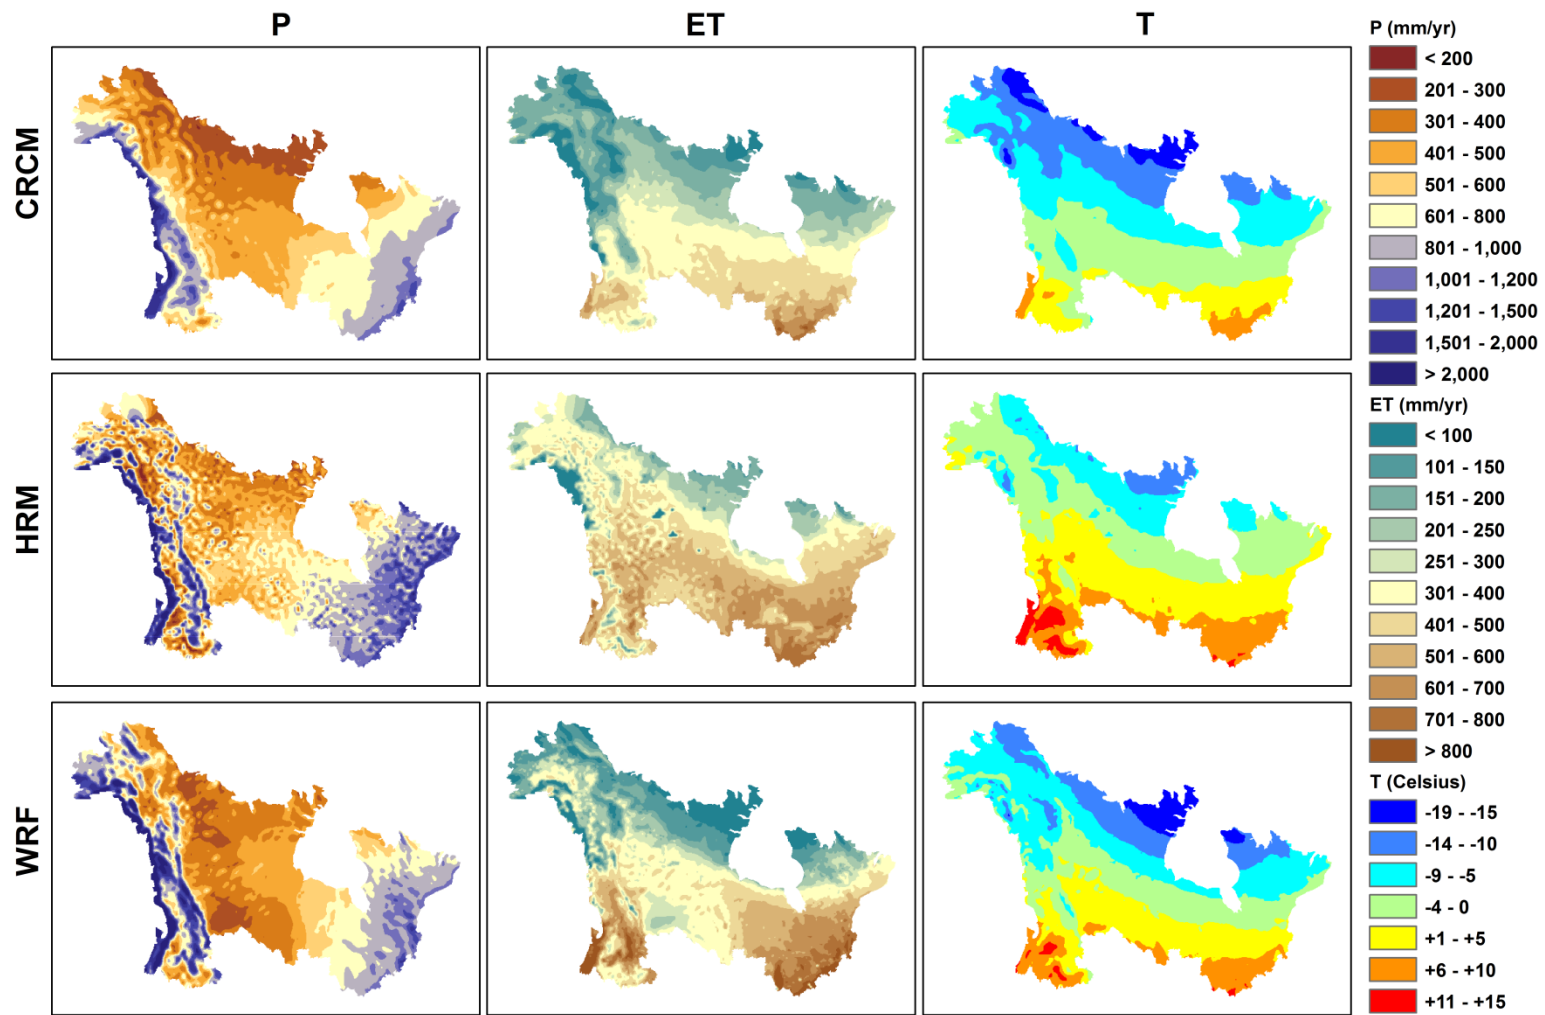 P
ET
T
CRCM
HRM
WRF
P (mm/yr)
< 200
201 - 300
301 - 400
401 - 500
501 - 600
601 - 800
801 - 1,000
1,001 - 1,200
1,201 - 1,500
1,501 - 2,000
> 2,000
ET (mm/yr)
< 100
101 - 150
151 - 200
201 - 250
251 - 300
301 - 400
401 - 500
501 - 600
601 - 700
701 - 800
> 800
T (Celsius)
-19 - -15
-14 - -10
-9 - -5
-4 - 0
+1 - +5
+6 - +10
+11 - +15